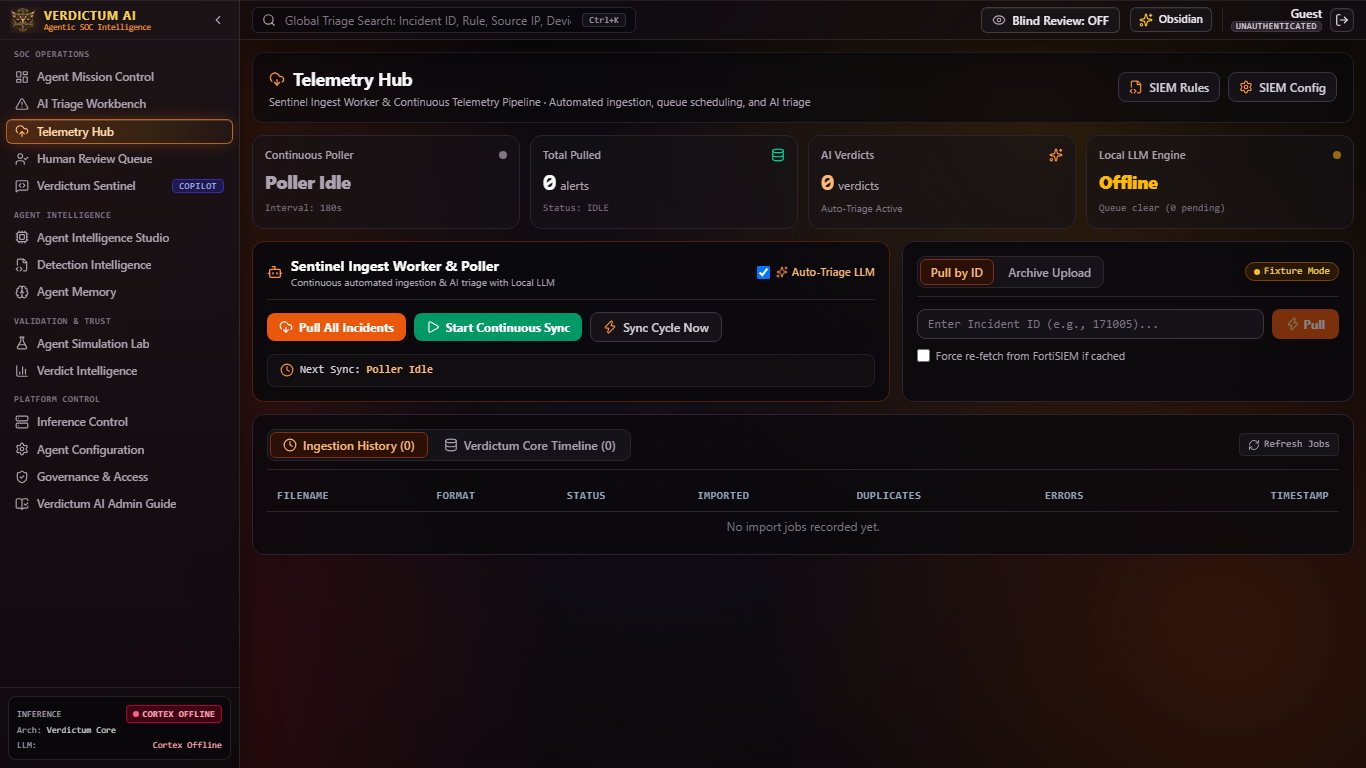 VERDICTUM AI
Agentic SOC Intelligence
Global Triage Search: Incident ID, Rule, Source IP, Devi
Ctrl+K
Blind Review: OFF
Obsidian
Guest
UNAUTHENTICATED
SOC OPERATIONS
Agent Mission Control
AI Triage Workbench
Telemetry Hub
Human Review Queue
Verdictum Sentinel
COPILOT
AGENT INTELLIGENCE
Agent Intelligence Studio
Detection Intelligence
Agent Memory
VALIDATION & TRUST
Agent Simulation Lab
Verdict Intelligence
PLATFORM CONTROL
Inference Control
Agent Configuration
Governance & Access
Verdictum AI Admin Guide
INFERENCE
CORTEX OFFLINE
Arch: Verdictum Core
LLM:
Cortex Offline
Telemetry Hub
Sentinel Ingest Worker & Continuous Telemetry Pipeline · Automated ingestion, queue scheduling, and AI triage
SIEM Rules
SIEM Config
Continuous Poller
Poller Idle
Interval: 180s
Total Pulled
0 alerts
Status: IDLE
AI Verdicts
0 verdicts
Auto-Triage Active
Local LLM Engine
Offline
Queue clear (0 pending)
Sentinel Ingest Worker & Poller
Continuous automated ingestion & AI triage with Local LLM
Auto-Triage LLM
Pull All Incidents
Start Continuous Sync
Sync Cycle Now
Next Sync: Poller Idle
Pull by ID
Archive Upload
Fixture Mode
Enter Incident ID (e.g., 171005)...
Pull
Force re-fetch from FortiSIEM if cached
Ingestion History (0)
Verdictum Core Timeline (0)
Refresh Jobs
FILENAME FORMAT STATUS IMPORTED DUPLICATES ERRORS TIMESTAMP
No import jobs recorded yet.